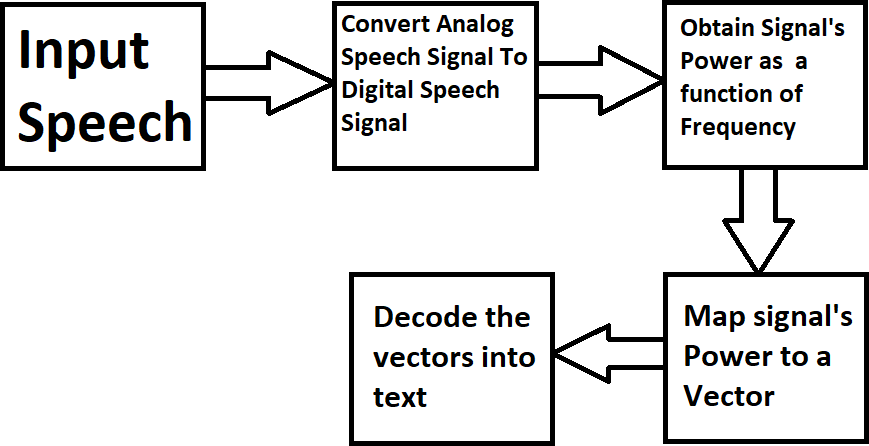 Input
Speech
Convert Analog
Speech Signal To
Digital Speech
Signal
Obtain Signal's
Power as a
function of
Frequency
Map signal's
Power to a
Vector
Decode the
vectors into
text